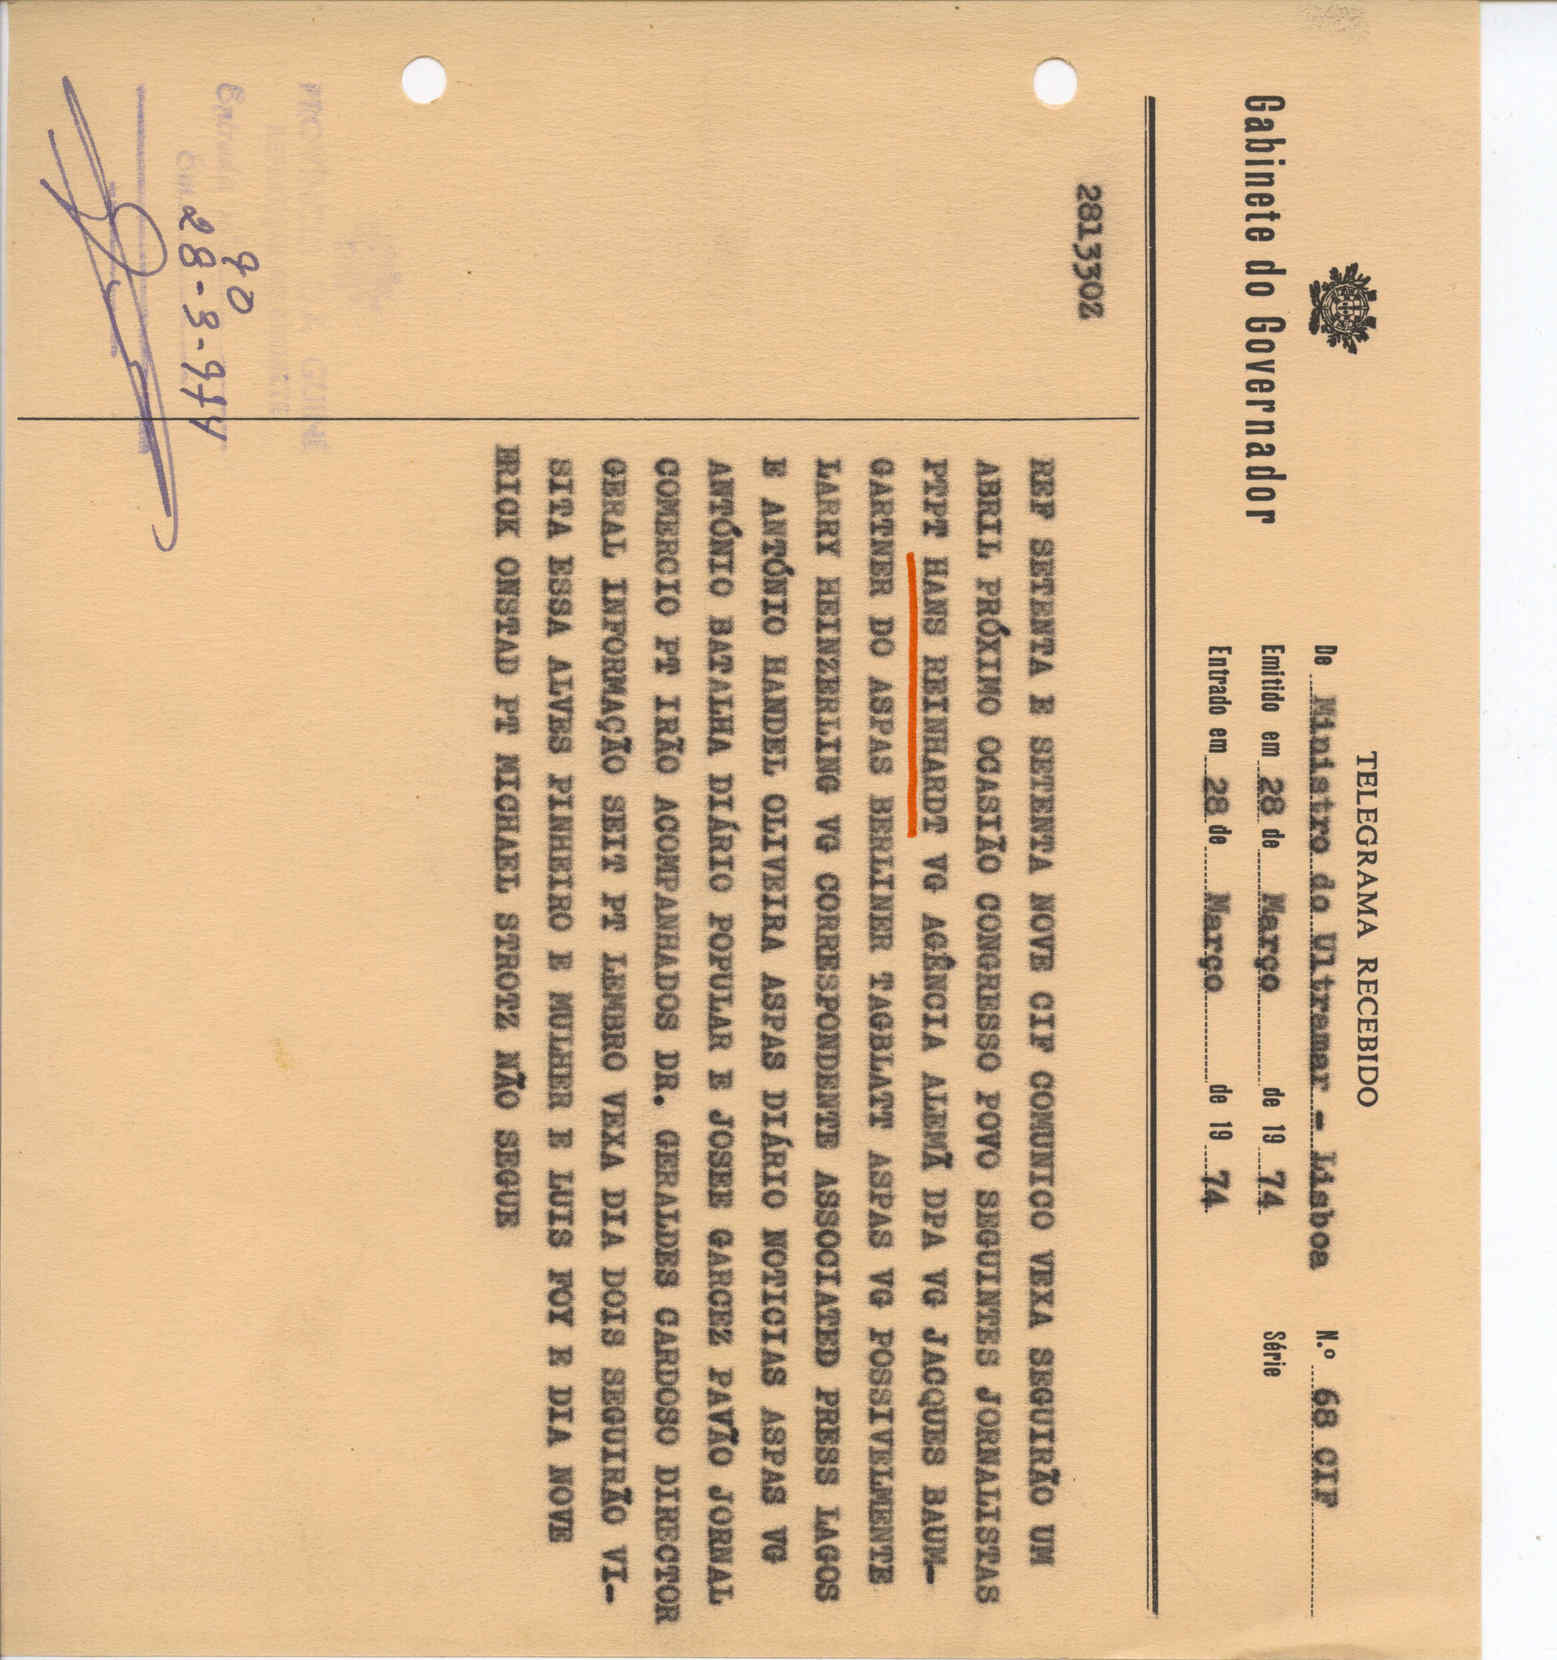 Gabinete do Governador
TELEGRAMA RECEBIDO
De Ministro do Ultramar - Lisboa N.º 68 CIF
Emitido em 28 de Março de 19 74 Série
Entrado em 28 de Março de 19 74
281330Z
REF SETENTA E SETENTA NOVE CIF COMUNICO VEXA SEGUIRÃO UM
ABRIL PRÓXIMO OCASIÃO CONGRESSO POVO SEGUINTES JORNALISTAS
PTPT HANS REINHARDT VG AGÊNCIA ALEMÃ DPA VG JACQUES BAUM-
GARTNER DO ASPAS BERLINER TAGBLATT ASPAS VG POSSIVELMENTE
LARRY HEINZERLING VG CORRESPONDENTE ASSOCIATED PRESS LAGOS
E ANTÓNIO HANDEL OLIVEIRA ASPAS DIÁRIO NOTICIAS ASPAS VG
ANTÓNIO BATALHA DIÁRIO POPULAR E JOSEE GARCEZ PAVÃO JORNAL
COMERCIO PT IRÃO ACOMPANHADOS DR. GERALDES CARDOSO DIRECTOR
GERAL INFORMAÇÃO SEIT PT LEMBRO VEXA DIA DOIS SEGUIRÃO VI-
SITA ESSA ALVES PINHEIRO E MULHER E LUIS FOY E DIA NOVE
ERICK ONSTAD PT MICHAEL STROTZ NÃO SEGUE
90
28-3-974